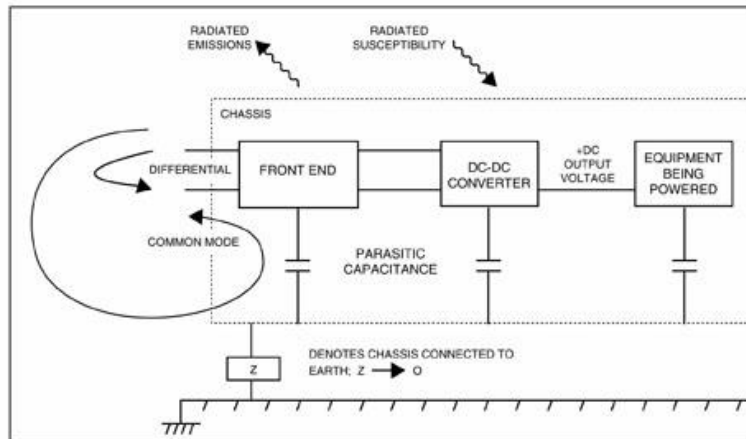 RADIATED
EMISSIONS
RADIATED
SUSCEPTIBILITY
CHASSIS
DIFFERENTIAL
FRONT END
DC-DC
CONVERTER
+DC
OUTPUT
VOLTAGE
EQUIPMENT
BEING
POWERED
COMMON MODE
PARASITIC
CAPACITANCE
Z
DENOTES CHASSIS CONNECTED TO
EARTH; Z O